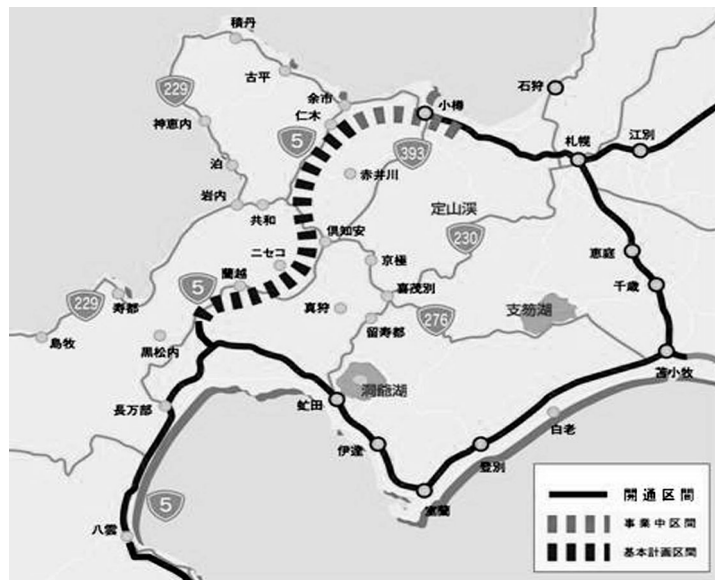 積丹
229
古平
余市
仁木
小樽
石狩
神恵内
5
393
札幌
江別
泊
赤井川
岩内
共和
定山渓
倶知安
230
恵庭
ニセコ
京極
蘭越
千歳
5
喜茂別
229
寿都
真狩
276
支笏湖
島牧
黒松内
留寿都
洞爺湖
苫小牧
長万部
虻田
白老
伊達
登別
室蘭
5
八雲
開通区間
事業中区間
基本計画区間